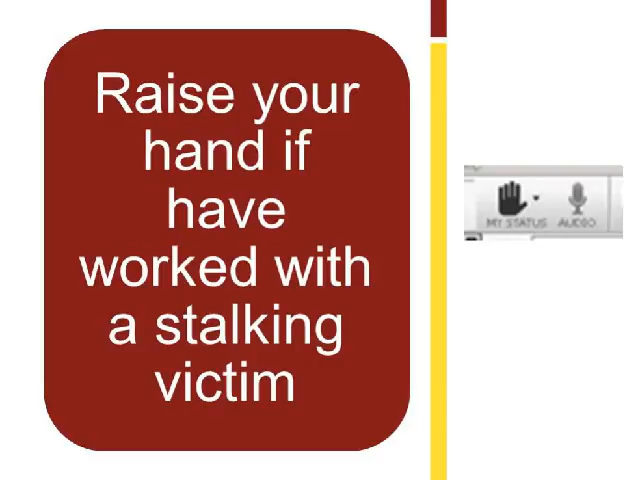 Raise your
hand if
have
worked with
a stalking
victim
MY STATUS AUDIO